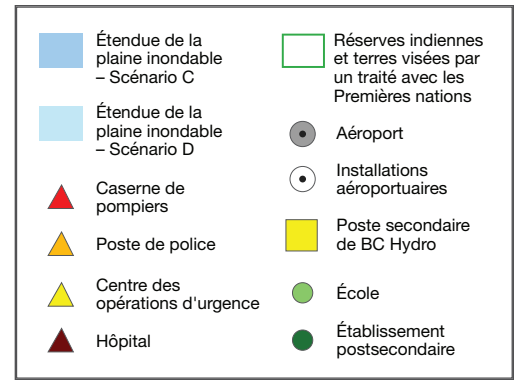 Étendue de la
plaine inondable
– Scénario C
Étendue de la
plaine inondable
– Scénario D
Caserne de
pompiers
Poste de police
Centre des
opérations d'urgence
Hôpital
Réserves indiennes
et terres visées par
un traité avec les
Premières nations
Aéroport
Installations
aéroportuaires
Poste secondaire
de BC Hydro
École
Établissement
postsecondaire